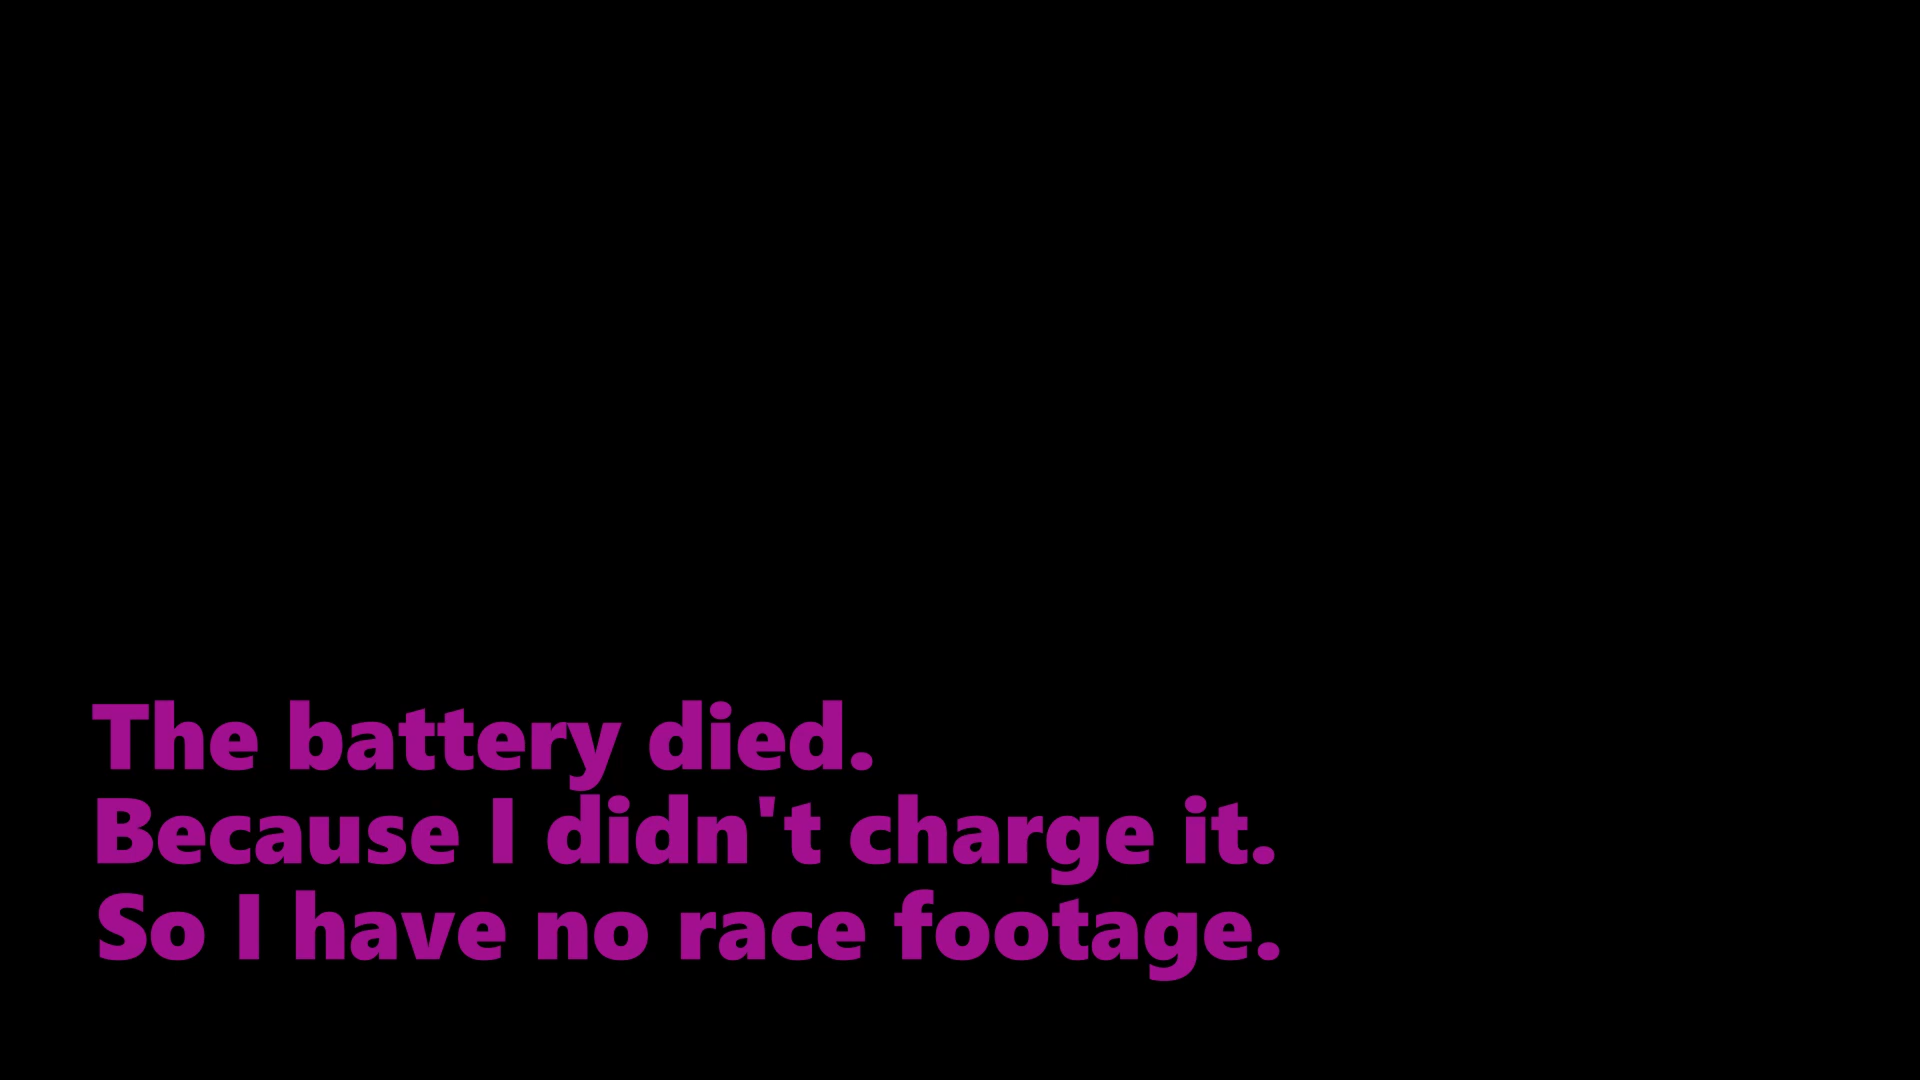 The battery died.
Because I didn't charge it.
So I have no race footage.